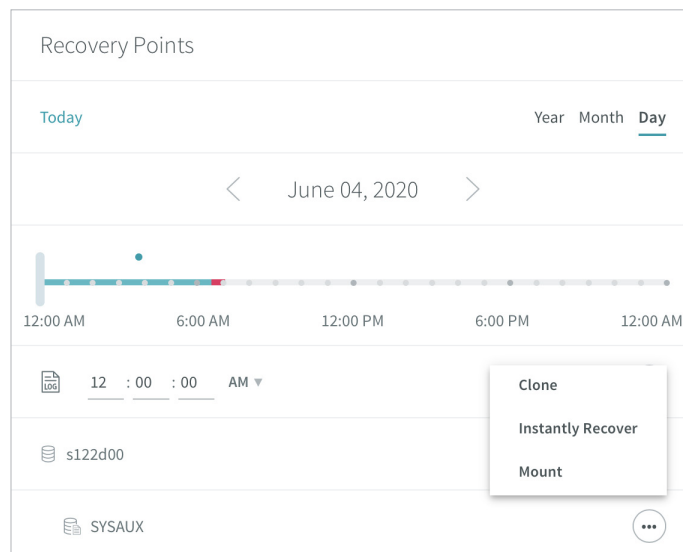 Recovery Points
Today Year Month Day
June 04, 2020
12:00 AM 6:00 AM 12:00 PM 6:00 PM 12:00 AM
LOG 12 : 00 : 00 AM
Clone
Instantly Recover
s122d00
Mount
SYSAUX